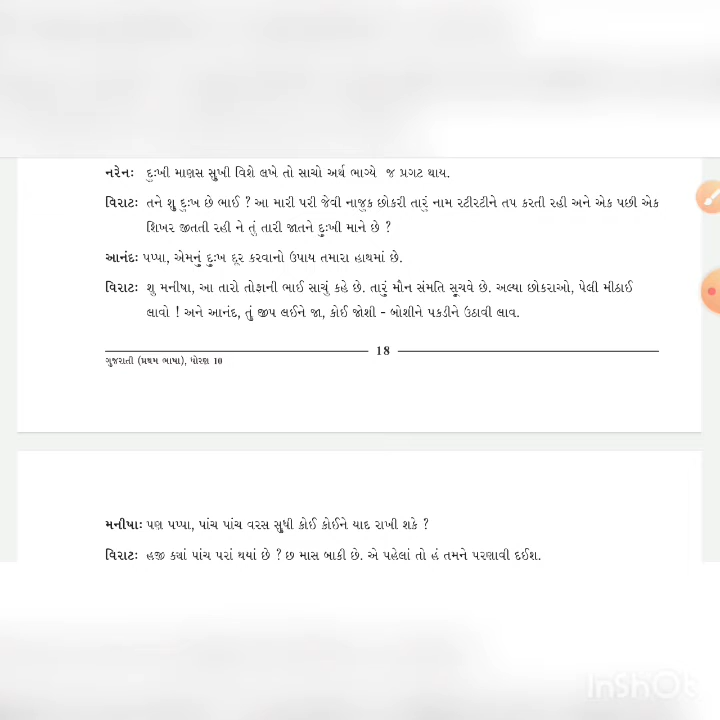 નરેનઃ દુઃખી માણસ સુખી વિશે લખે તો સાચો અર્થ ભાગ્યે જ પ્રગટ થાય.
વિરાટઃ તને શુ દુઃખ છે ભાઈ ? આ મારી પરી જેવી નાજુક છોકરી તારું નામ રટીરટીને તપ કરતી રહી અને એક પછી એક
શિખર જીતતી રહી ને તું તારી જાતને દુઃખી માને છે ?
આનંદઃ પપ્પા, એમનું દુઃખ દૂર કરવાનો ઉપાય તમારા હાથમાં છે.
વિરાટઃ શુ મનીષા, આ તારો તોફાની ભાઈ સાચું કહે છે. તારું મૌન સંમતિ સૂચવે છે. અલ્યા છોકરાઓ, પેલી મીઠાઈ
લાવો ! અને આનંદ, તું જીપ લઈને જા, કોઈ જોશી - બોશીને પકડીને ઉઠાવી લાવ.
18
ગુજરાતી (પ્રથમ ભાષા), ધોરણ 10
મનીષાઃ પણ પપ્પા, પાંચ પાંચ વરસ સુધી કોઈ કોઈને યાદ રાખી શકે ?
વિરાટઃ હજી ક્યાં પાંચ પરાં થયાં છે ? છ માસ બાકી છે. એ પહેલાં તો હં તમને પરણાવી દઈશ.
InShOt